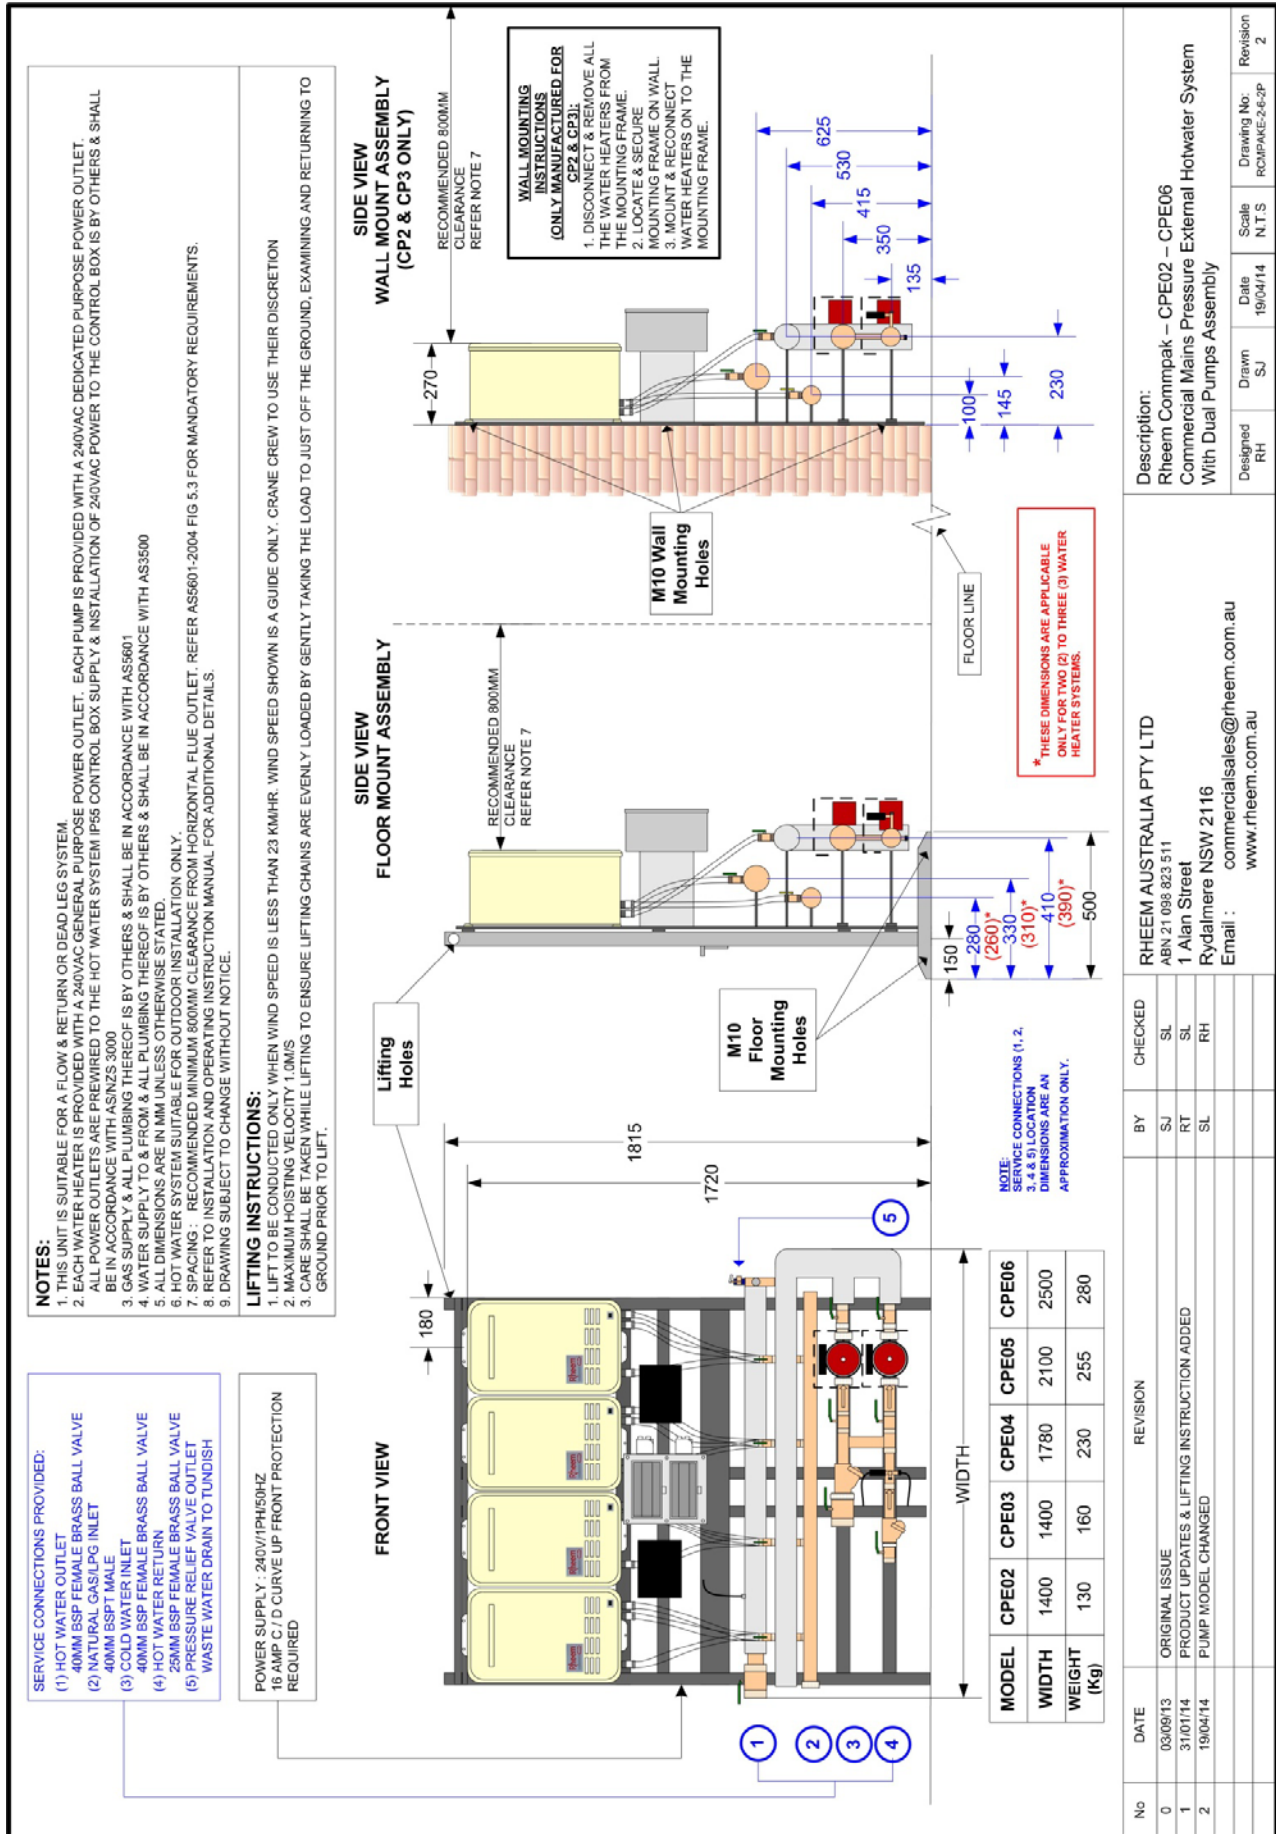 NOTES:
1. THIS UNIT IS SUITABLE FOR A FLOW & RETURN OR DEAD LEG SYSTEM.
2. EACH WATER HEATER IS PROVIDED WITH A 240VAC GENERAL PURPOSE POWER OUTLET. EACH PUMP IS PROVIDED WITH A 240VAC DEDICATED PURPOSE POWER OUTLET.
ALL POWER OUTLETS ARE PREWIRED TO THE HOT WATER SYSTEM IP55 CONTROL BOX SUPPLY & INSTALLATION OF 240VAC POWER TO THE CONTROL BOX IS BY OTHERS & SHALL
BE IN ACCORDANCE WITH AS/NZS 3000
3. GAS SUPPLY & ALL PLUMBING THEREOF IS BY OTHERS & SHALL BE IN ACCORDANCE WITH AS5601
4. WATER SUPPLY TO & FROM & ALL PLUMBING THEREOF IS BY OTHERS & SHALL BE IN ACCORDANCE WITH AS3500
5. ALL DIMENSIONS ARE IN MM UNLESS OTHERWISE STATED.
6. HOT WATER SYSTEM SUITABLE FOR OUTDOOR INSTALLATION ONLY.
7. SPACING : RECOMMENDED MINIMUM 800MM CLEARANCE FROM HORIZONTAL FLUE OUTLET. REFER AS5601-2004 FIG 5.3 FOR MANDATORY REQUIREMENTS.
8. REFER TO INSTALLATION AND OPERATING INSTRUCTION MANUAL FOR ADDITIONAL DETAILS.
9. DRAWING SUBJECT TO CHANGE WITHOUT NOTICE.
LIFTING INSTRUCTIONS:
1. LIFT TO BE CONDUCTED ONLY WHEN WIND SPEED IS LESS THAN 23 KM/HR. WIND SPEED SHOWN IS A GUIDE ONLY. CRANE CREW TO USE THEIR DISCRETION
2. MAXIMUM HOISTING VELOCITY 1.0M/S
3. CARE SHALL BE TAKEN WHILE LIFTING TO ENSURE LIFTING CHAINS ARE EVENLY LOADED BY GENTLY TAKING THE LOAD TO JUST OFF THE GROUND, EXAMINING AND RETURNING TO
GROUND PRIOR TO LIFT.
SERVICE CONNECTIONS PROVIDED:
(1) HOT WATER OUTLET
40MM BSP FEMALE BRASS BALL VALVE
(2) NATURAL GAS/LPG INLET
40MM BSPT MALE
(3) COLD WATER INLET
40MM BSP FEMALE BRASS BALL VALVE
(4) HOT WATER RETURN
25MM BSP FEMALE BRASS BALL VALVE
(5) PRESSURE RELIEF VALVE OUTLET
WASTE WATER DRAIN TO TUNDISH
POWER SUPPLY : 240V/1PH/50HZ
16 AMP C / D CURVE UP FRONT PROTECTION
REQUIRED
FRONT VIEW
180
Rheem
Rheem
Rheem
Rheem
1
2
3
4
5
WIDTH
1815
1720
Lifting
Holes
M10
Floor
Mounting
Holes
NOTE:
SERVICE CONNECTIONS (1, 2,
3, 4 & 5) LOCATION
DIMENSIONS ARE AN
APPROXIMATION ONLY.
MODEL CPE02 CPE03 CPE04 CPE05 CPE06
WIDTH 1400 1400 1780 2100 2500
WEIGHT
(Kg) 130 160 230 255 280
SIDE VIEW
FLOOR MOUNT ASSEMBLY
RECOMMENDED 800MM
CLEARANCE
REFER NOTE 7
150
280
(260)*
330
(310)*
410
(390)*
500
*THESE DIMENSIONS ARE APPLICABLE
ONLY FOR TWO (2) TO THREE (3) WATER
HEATER SYSTEMS.
FLOOR LINE
M10 Wall
Mounting
Holes
SIDE VIEW
WALL MOUNT ASSEMBLY
(CP2 & CP3 ONLY)
RECOMMENDED 800MM
CLEARANCE
REFER NOTE 7
270
WALL MOUNTING
INSTRUCTIONS
(ONLY MANUFACTURED FOR
CP2 & CP3):
1. DISCONNECT & REMOVE ALL
THE WATER HEATERS FROM
THE MOUNTING FRAME.
2. LOCATE & SECURE
MOUNTING FRAME ON WALL.
3. MOUNT & RECONNECT
WATER HEATERS ON TO THE
MOUNTING FRAME.
625
530
415
350
135
100
145
230
No DATE REVISION BY CHECKED
0 03/09/13 ORIGINAL ISSUE SJ SL
1 31/01/14 PRODUCT UPDATES & LIFTING INSTRUCTION ADDED RT SL
2 19/04/14 PUMP MODEL CHANGED SL RH
RHEEM AUSTRALIA PTY LTD
ABN 21 098 823 511
1 Alan Street
Rydalmere NSW 2116
Email : commercialsales@rheem.com.au
www.rheem.com.au
Description:
Rheem Commpak – CPE02 – CPE06
Commercial Mains Pressure External Hotwater System
With Dual Pumps Assembly
Designed Drawn Date Scale Drawing No: Revision
RH SJ 19/04/14 N.T.S RCMPAKE-2-6-2P 2